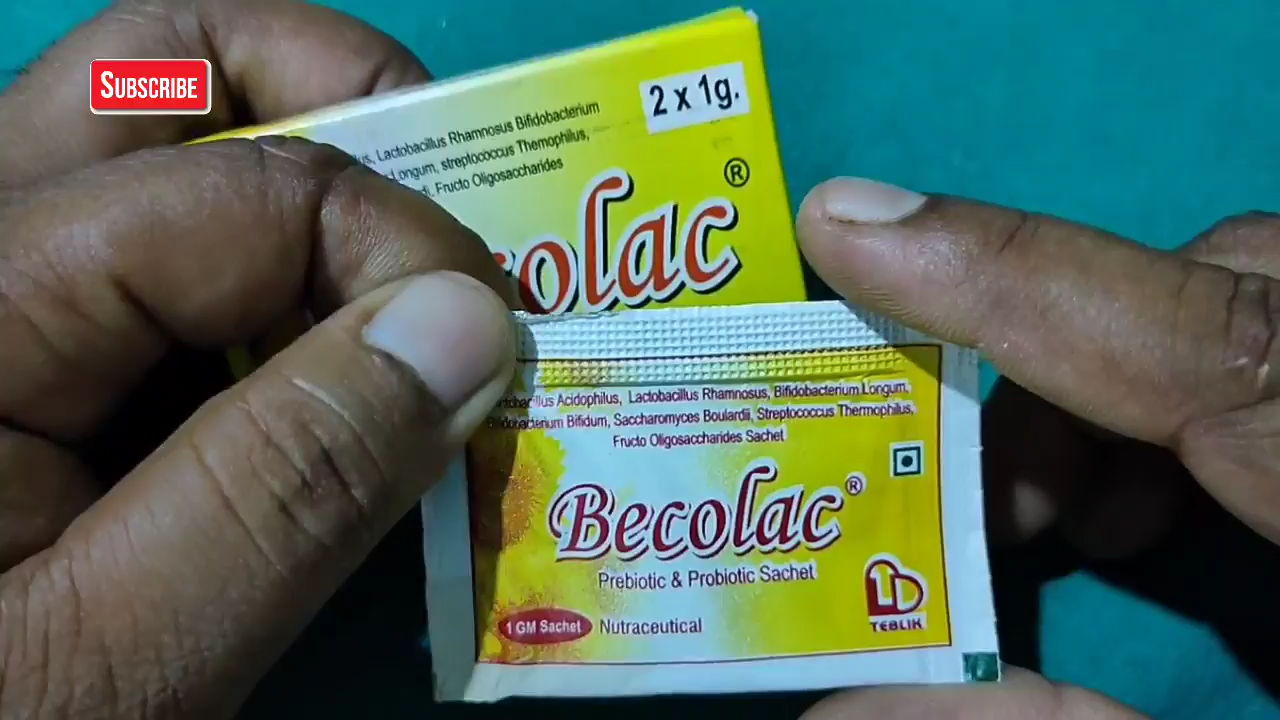 SUBSCRIBE
2 x 1g.
Lactobacillus Rhamnosus Bifidobacterium
Longum, streptococcus Themophilus,
Fructo Oligosaccharides
®
colac
Acidophilus, Lactobacillus Rhamnosus, Bifidobacterium Longum,
Bifidum, Saccharomyces Boulardii, Streptococcus Thermophilus,
Fructo Oligosaccharides Sachet
Becolac®
Prebiotic & Probiotic Sachet
1 GM Sachet Nutraceutical
TEBLIK